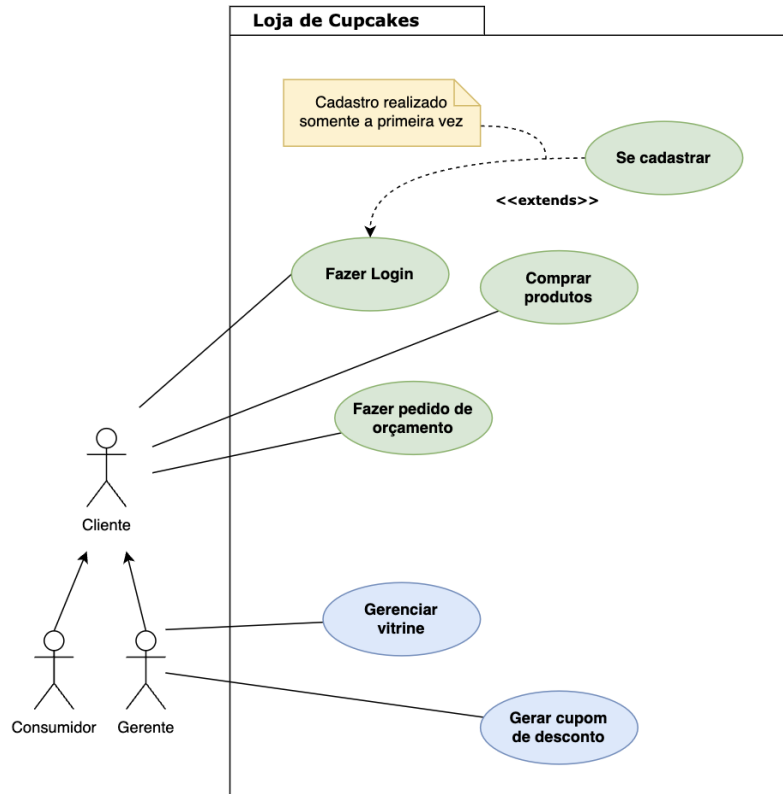 Loja de Cupcakes
Cadastro realizado
somente a primeira vez
Se cadastrar
<<extends>>
Fazer Login
Comprar
produtos
Fazer pedido de
orçamento
Cliente
Gerenciar
vitrine
Consumidor
Gerente
Gerar cupom
de desconto